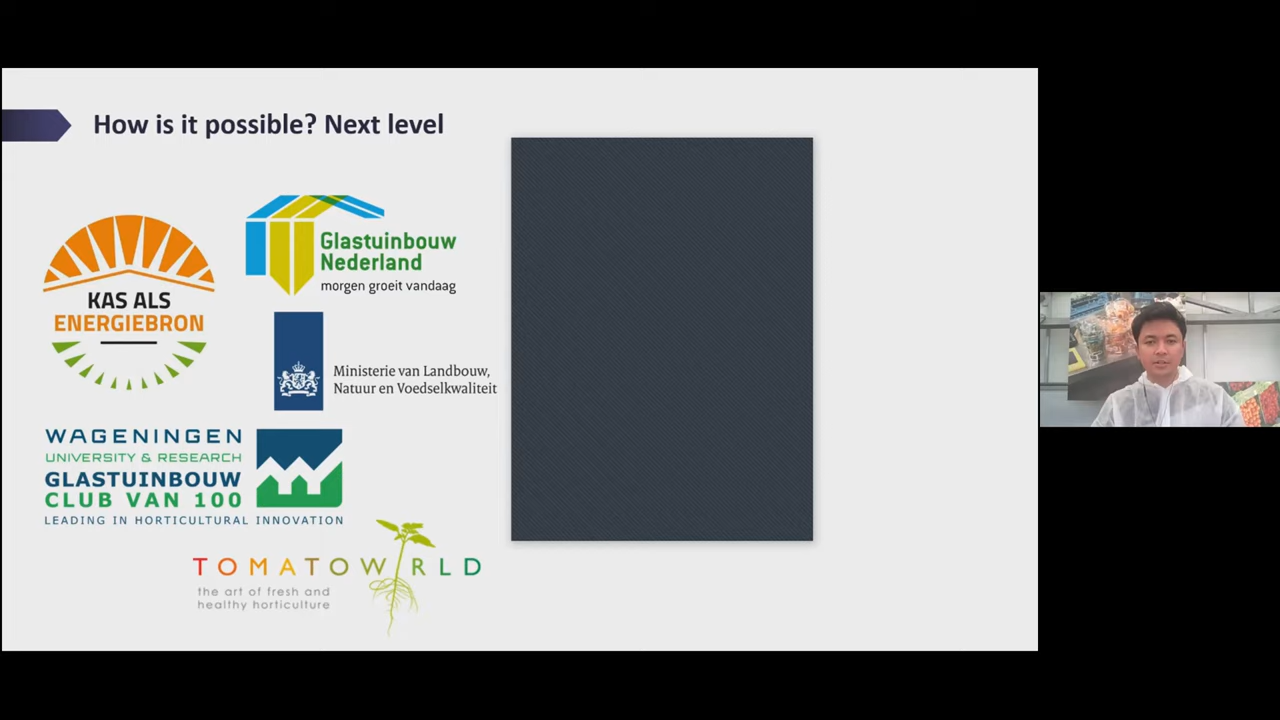 How is it possible? Next level
KAS ALS
ENERGIEBRON
Glastuinbouw
Nederland
morgen groeit vandaag
Ministerie van Landbouw,
Natuur en Voedselkwaliteit
WAGENINGEN
UNIVERSITY & RESEARCH
GLASTUINBOUW
CLUB VAN 100
LEADING IN HORTICULTURAL INNOVATION
TOMATOW RLD
the art of fresh and
healthy horticulture